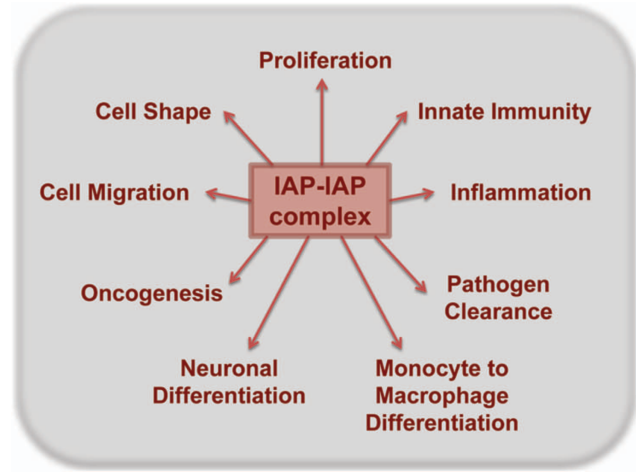 Proliferation
Cell Shape
Innate Immunity
Cell Migration
IAP-IAP
complex
Inflammation
Oncogenesis
Pathogen
Clearance
Neuronal
Differentiation
Monocyte to
Macrophage
Differentiation